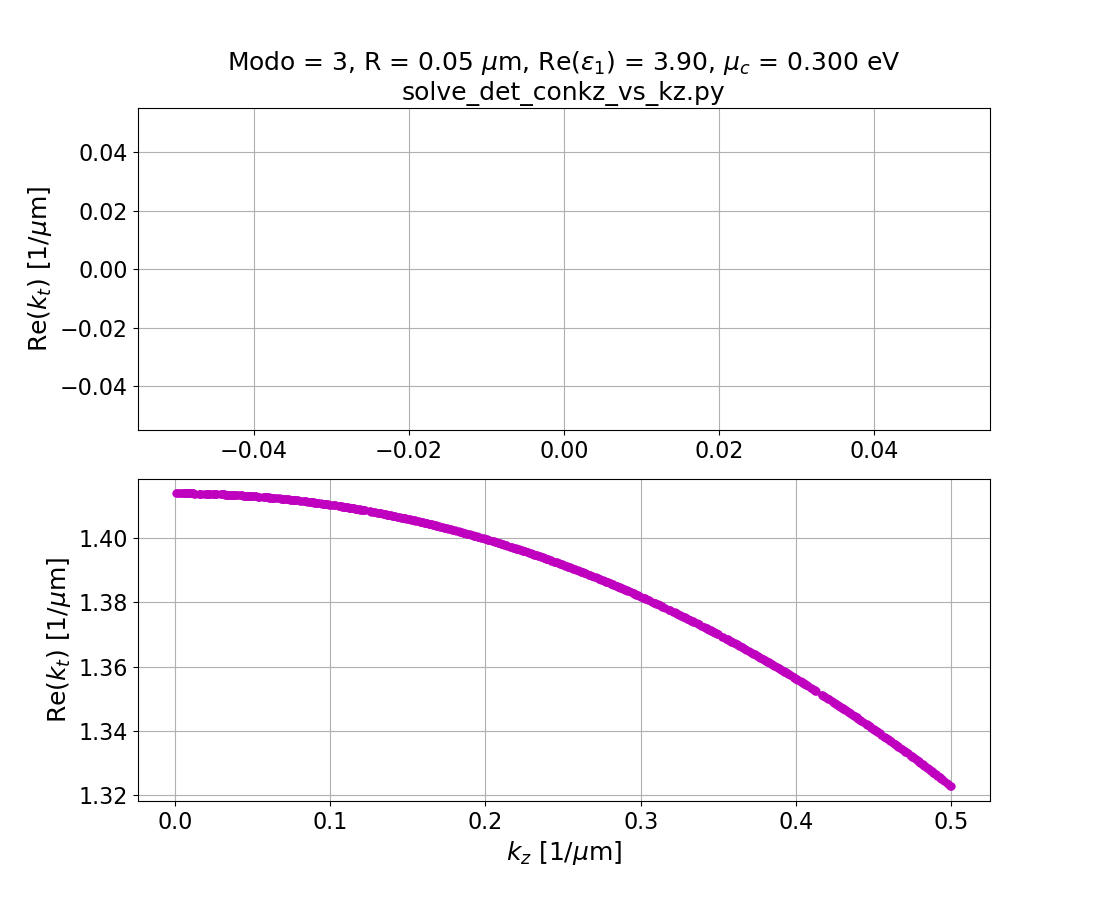 Modo = 3, R = 0.05 μm, Re(ε₁) = 3.90, μ_c = 0.300 eV
solve_det_conkz_vs_kz.py
Re(k_t) [1/μm]
0.04
0.02
0.00
−0.02
−0.04
−0.04 −0.02 0.00 0.02 0.04
Re(k_t) [1/μm]
1.40
1.38
1.36
1.34
1.32
0.0 0.1 0.2 0.3 0.4 0.5
k_z [1/μm]